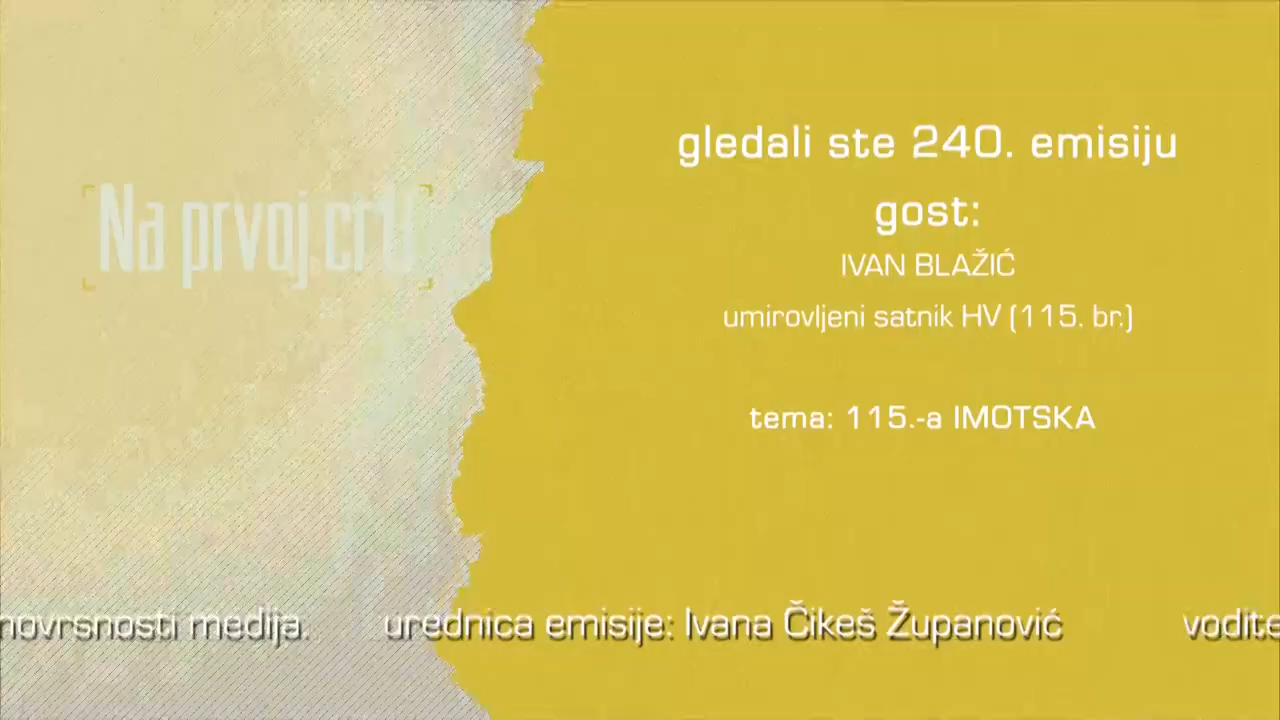 Na prvoj crti
gledali ste 240. emisiju
gost:
IVAN BLAŽIĆ
umirovljeni satnik HV (115. br.)
tema: 115.-a IMOTSKA
novrsnosti medija. urednica emisije: Ivana Čikeš Županović vodite